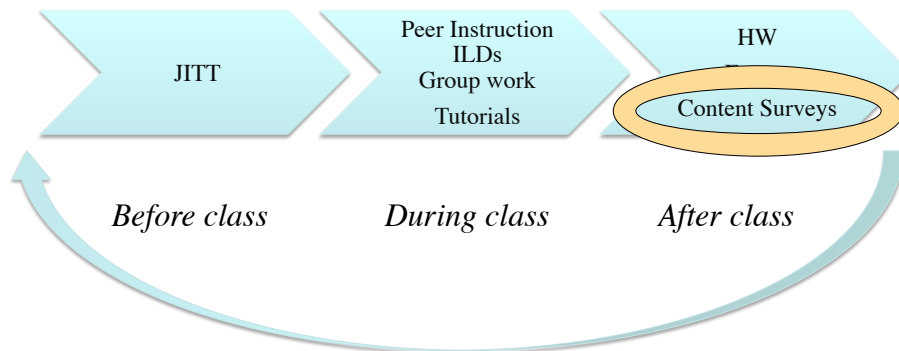 JITT
Peer Instruction
ILDs
Group work
Tutorials
HW
Content Surveys
Before class
During class
After class